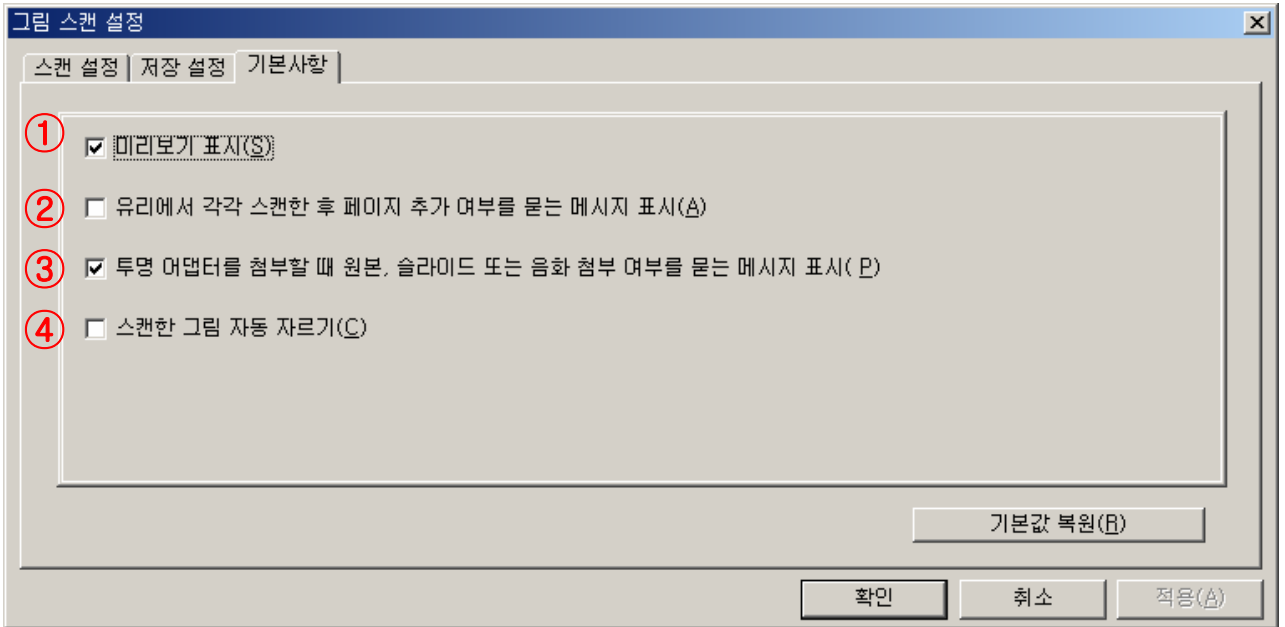 그림 스캔 설정
스캔 설정 저장 설정 기본사항
① 미리보기 표시(S)
② 유리에서 각각 스캔한 후 페이지 추가 여부를 묻는 메시지 표시(A)
③ 투명 어댑터를 첨부할 때 원본, 슬라이드 또는 음화 첨부 여부를 묻는 메시지 표시( P)
④ 스캔한 그림 자동 자르기(C)
기본값 복원(R)
확인 취소 적용(A)